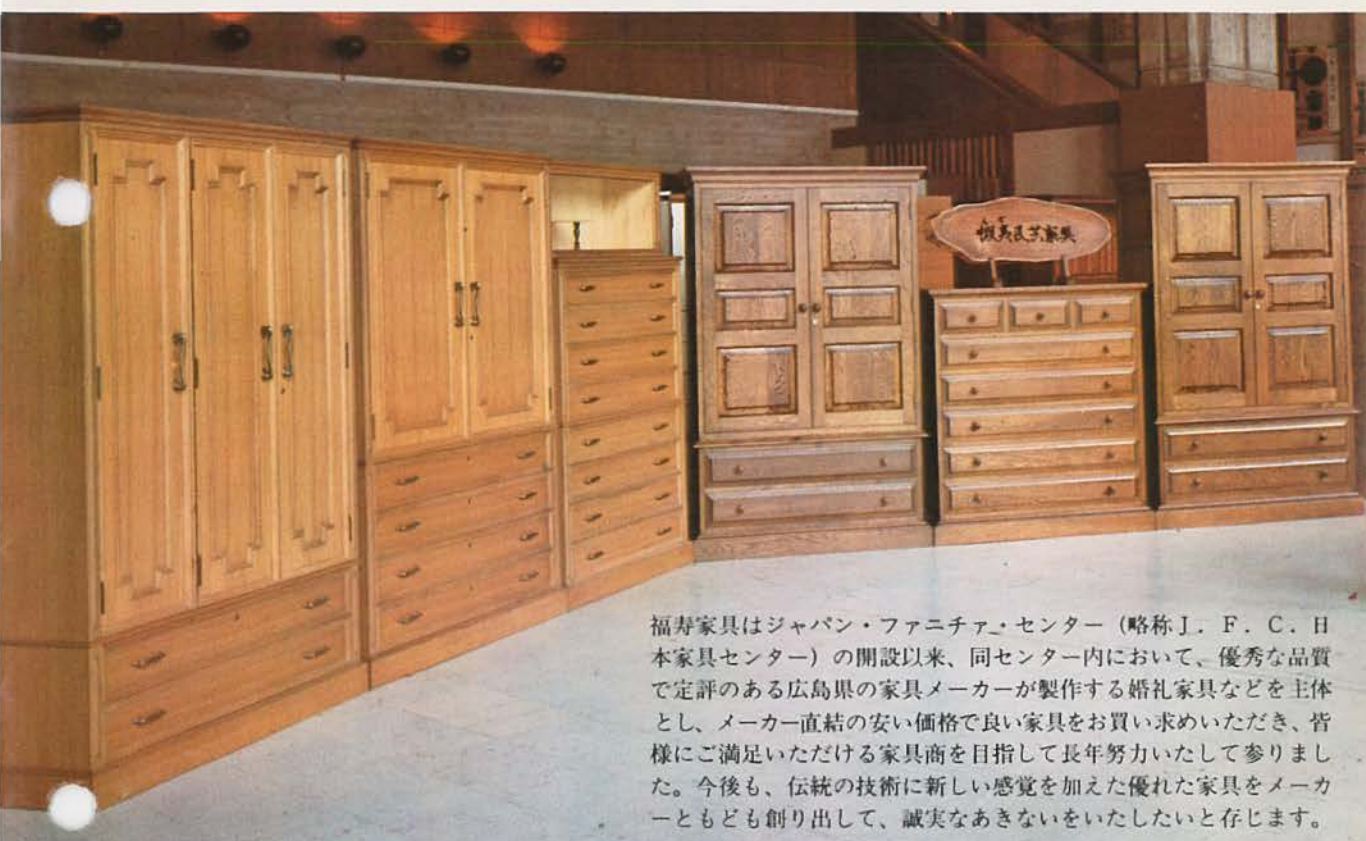 民芸家具
福寿家具はジャパン・ファニチァ・センター（略称Ｊ．Ｆ．Ｃ．日
本家具センター）の開設以来、同センター内において、優秀な品質
で定評のある広島県の家具メーカーが製作する婚礼家具などを主体
とし、メーカー直結の安い価格で良い家具をお買い求めいただき、皆
様にご満足いただける家具商を目指して長年努力いたして参りまし
た。今後も、伝統の技術に新しい感覚を加えた優れた家具をメーカ
ーともども創り出して、誠実なあきないをいたしたいと存じます。